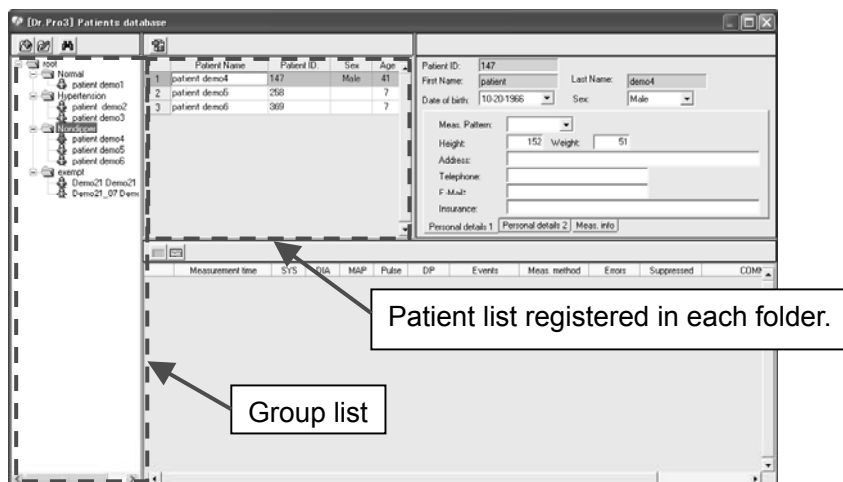 [Dr.Pro3] Patients database
root
Normal
patient demo1
Hypertension
patient demo2
patient demo3
Nondipper
patient demo4
patient demo5
patient demo6
exempt
Demo21 Demo21
Demo21_07 Demo
Patient Name Patient ID. Sex Age
1 patient demo4 147 Male 41
2 patient demo5 258 7
3 patient demo6 369 7
Patient ID: 147
First Name: patient Last Name: demo4
Date of birth: 10-20-1966 Sex: Male
Meas. Pattern:
Height: 152 Weight: 51
Address:
Telephone:
E-Mail:
Insurance:
Personal details 1 Personal details 2 Meas. info
Measurement time SYS DIA MAP Pulse DP Events Meas. method Errors Suppressed COMM
Patient list registered in each folder.
Group list